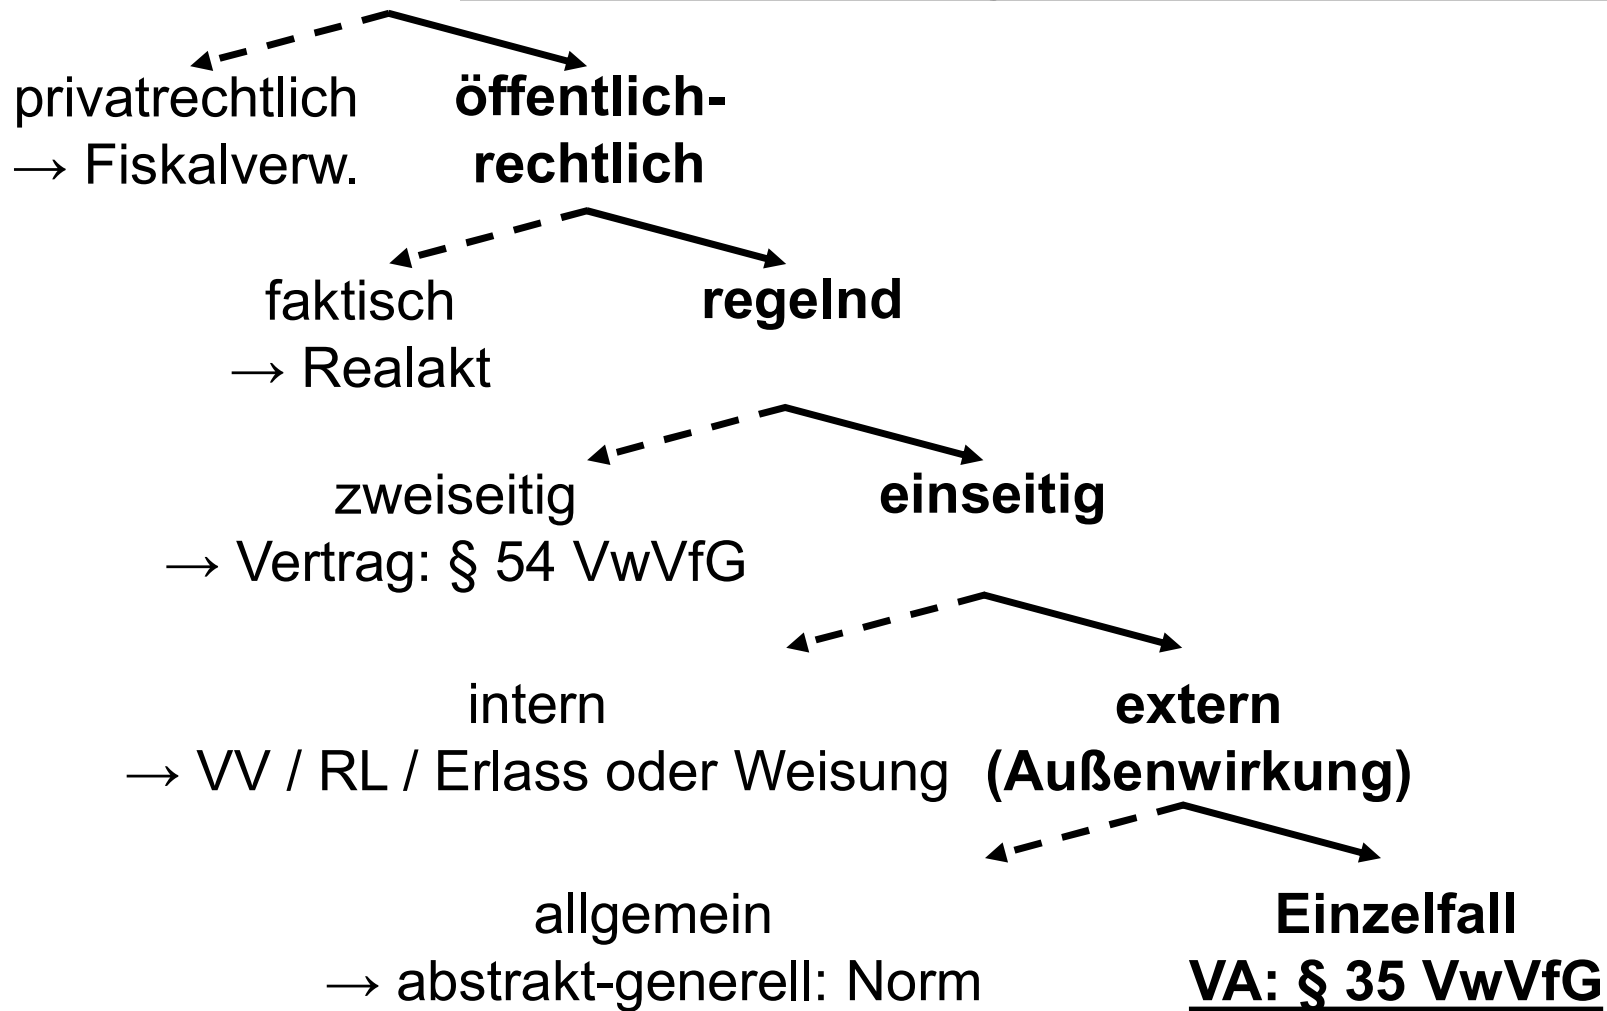 privatrechtlich öffentlich-
→ Fiskalverw. rechtlich
faktisch regelnd
→ Realakt
zweiseitig einseitig
→ Vertrag: § 54 VwVfG
intern extern
→ VV / RL / Erlass oder Weisung (Außenwirkung)
allgemein Einzelfall
→ abstrakt-generell: Norm VA: § 35 VwVfG